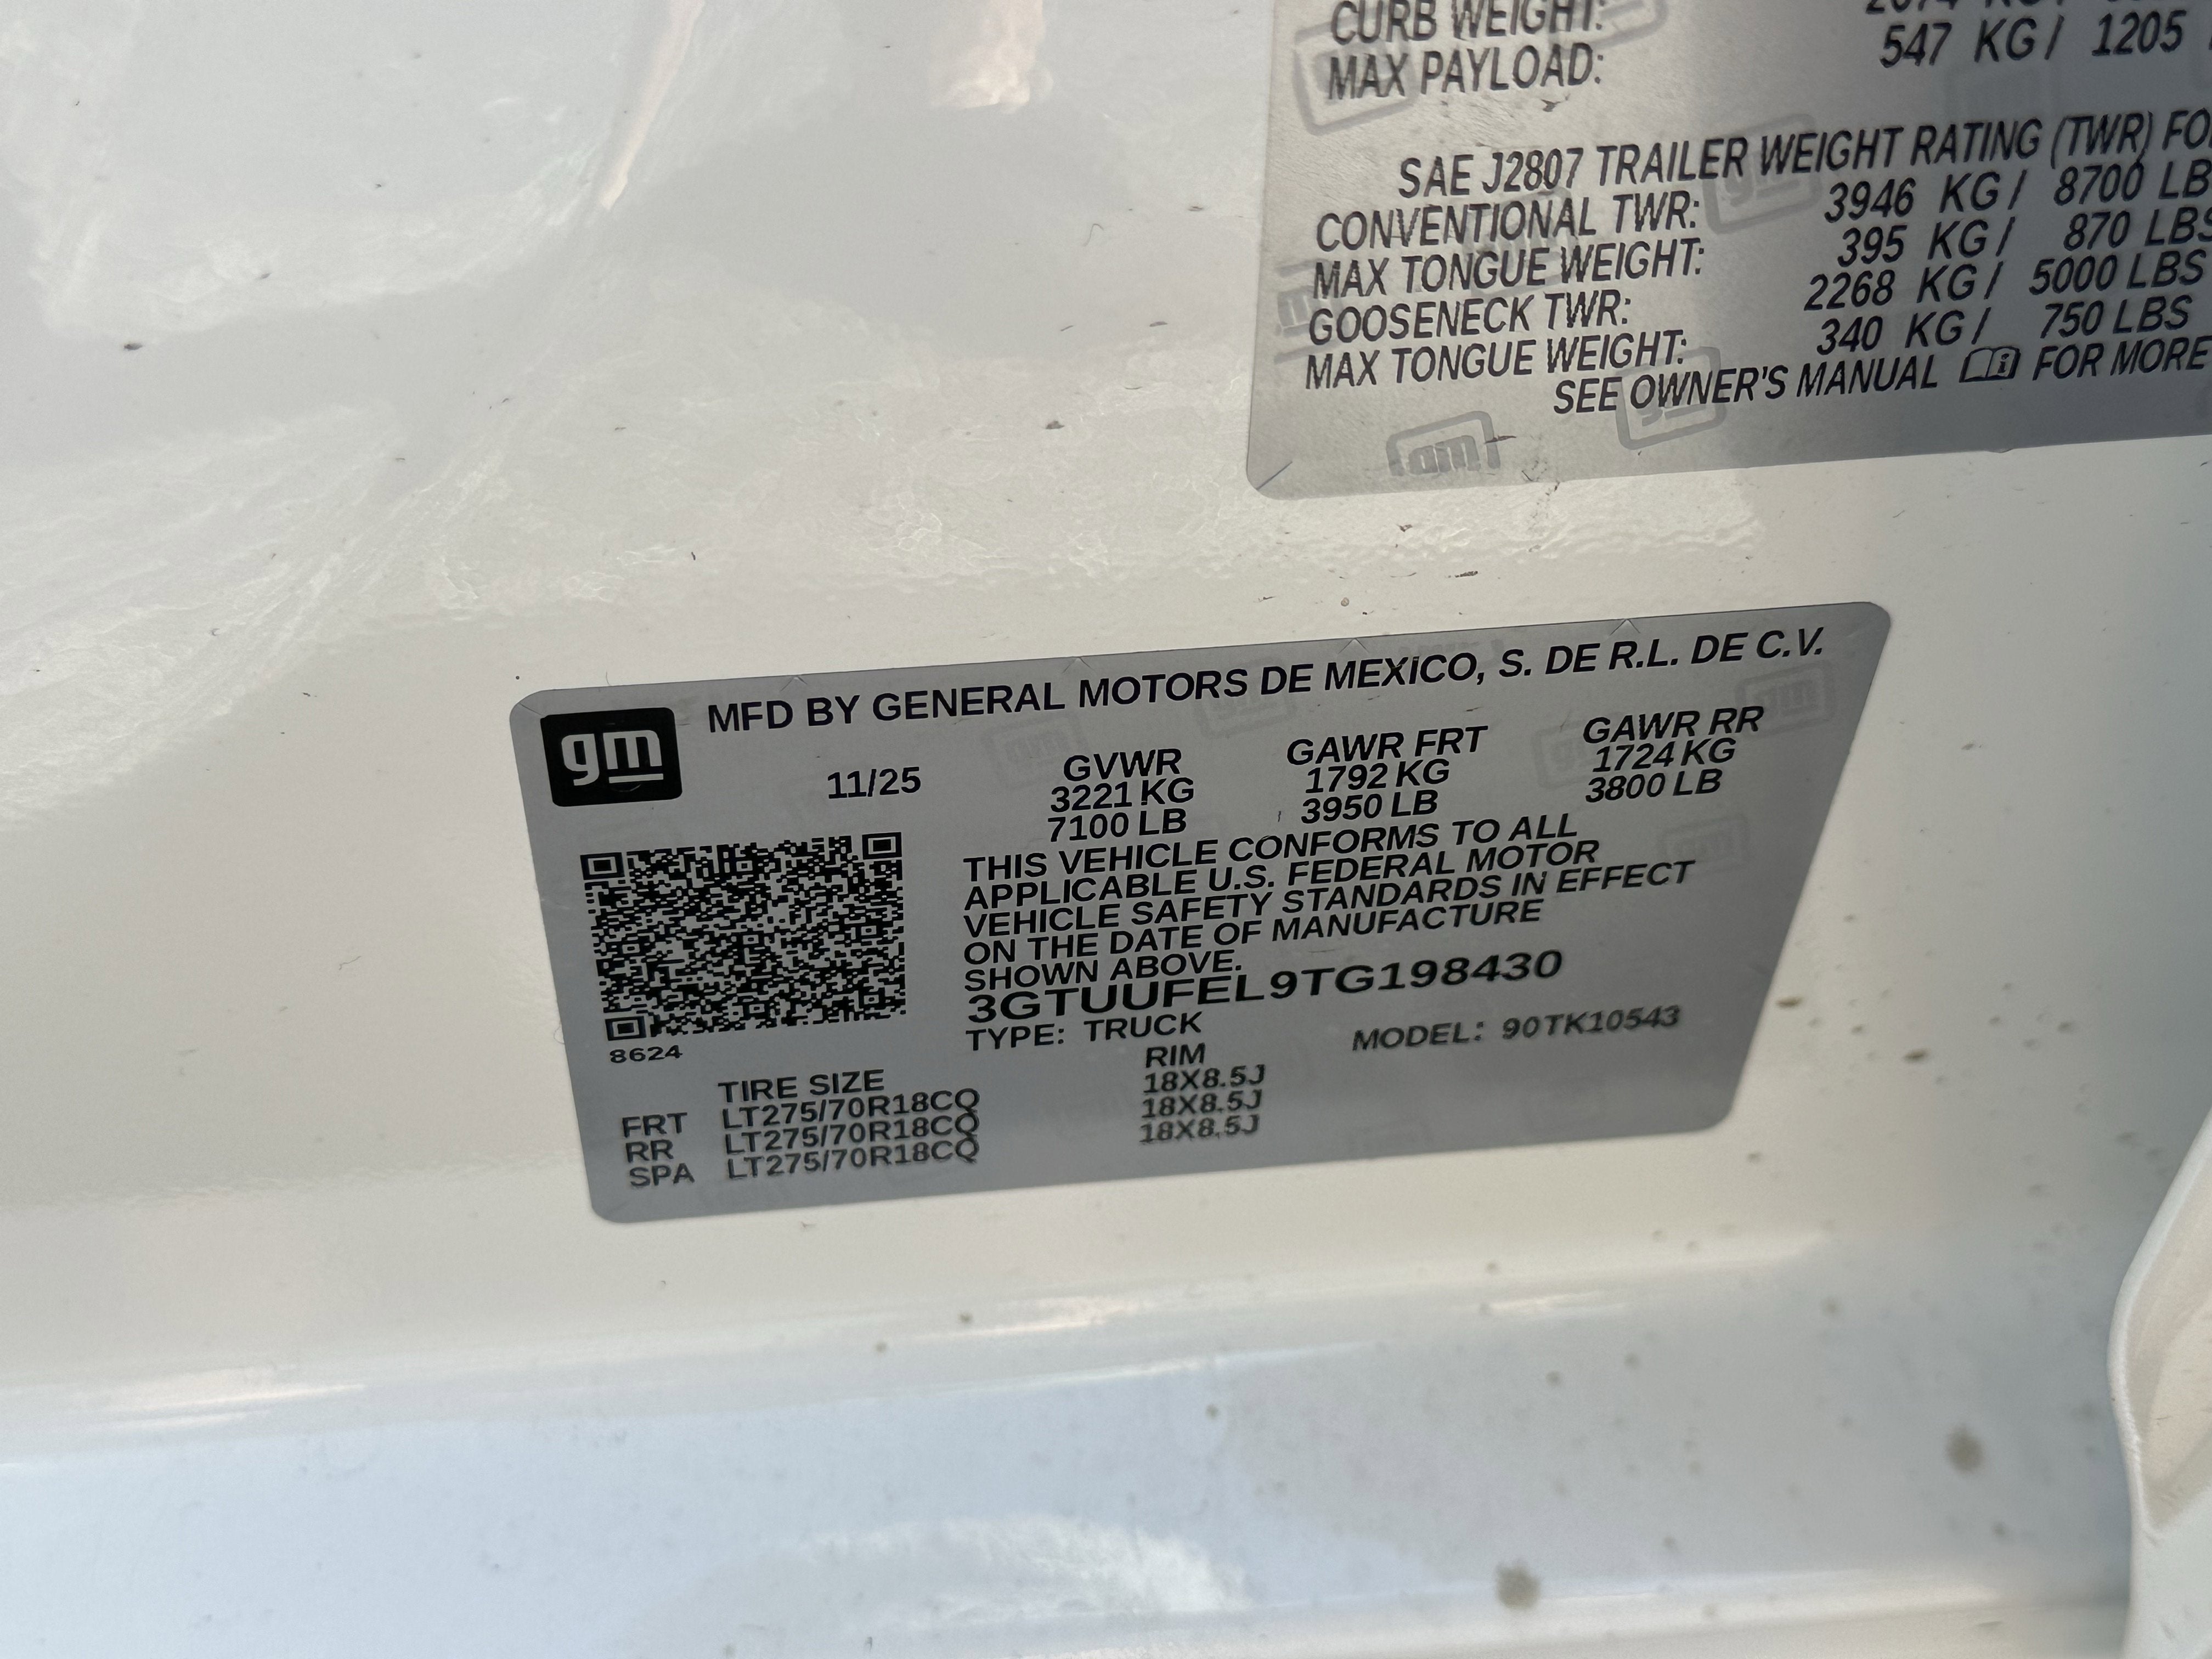 CURB WEIGHT:
MAX PAYLOAD: 547 KG / 1205
SAE J2807 TRAILER WEIGHT RATING (TWR)
CONVENTIONAL TWR: 3946 KG / 8700 LB
MAX TONGUE WEIGHT: 395 KG / 870 LBS
GOOSENECK TWR: 2268 KG / 5000 LBS
MAX TONGUE WEIGHT: 340 KG / 750 LBS
SEE OWNER'S MANUAL FOR MORE
gm
gm
MFD BY GENERAL MOTORS DE MEXICO, S. DE R.L. DE C.V.
11/25 GVWR GAWR FRT GAWR RR
3221 KG 1792 KG 1724 KG
7100 LB 3950 LB 3800 LB
THIS VEHICLE CONFORMS TO ALL
APPLICABLE U.S. FEDERAL MOTOR
VEHICLE SAFETY STANDARDS IN EFFECT
ON THE DATE OF MANUFACTURE
SHOWN ABOVE.
3GTUUFEL9TG198430
TYPE: TRUCK MODEL: 90TK10543
8624
TIRE SIZE RIM
FRT LT275/70R18CQ 18X8.5J
RR LT275/70R18CQ 18X8.5J
SPA LT275/70R18CQ 18X8.5J